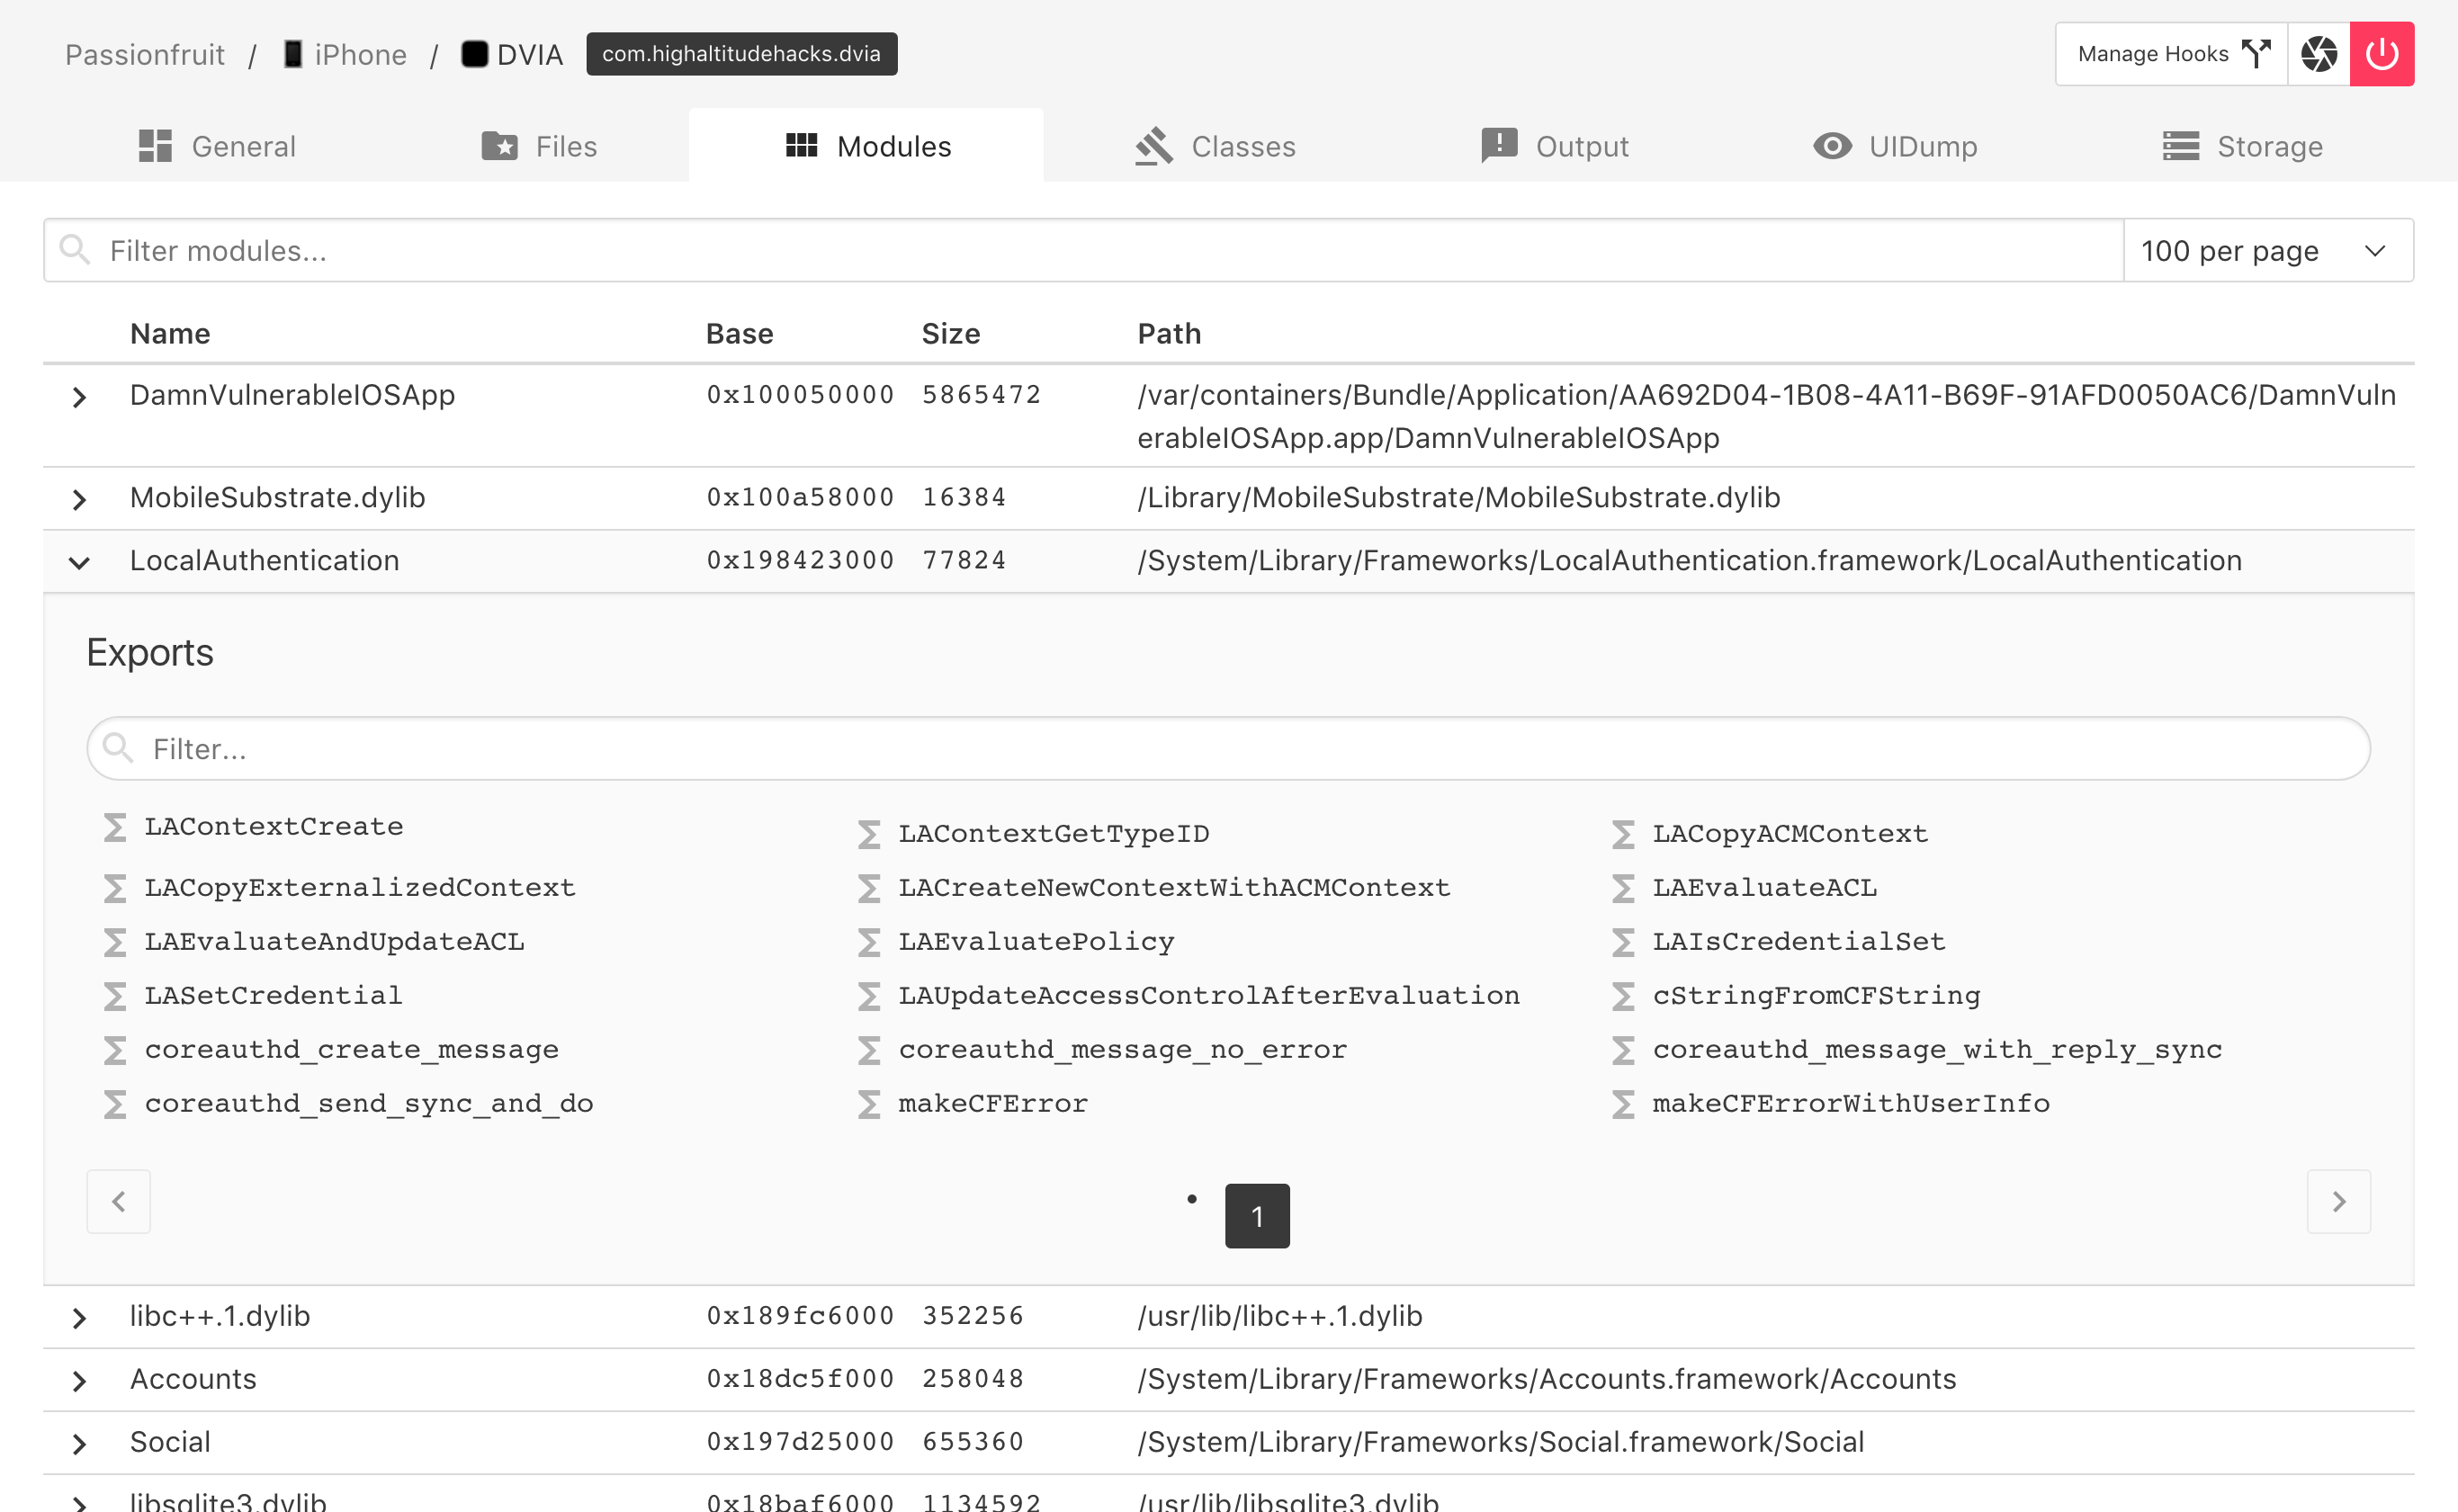 Passionfruit / iPhone / DVIA com.highaltitudehacks.dvia Manage Hooks
General Files Modules Classes Output UIDump Storage
Filter modules... 100 per page
Name Base Size Path
DamnVulnerableIOSApp 0x100050000 5865472 /var/containers/Bundle/Application/AA692D04-1B08-4A11-B69F-91AFD0050AC6/DamnVuln
erableIOSApp.app/DamnVulnerableIOSApp
MobileSubstrate.dylib 0x100a58000 16384 /Library/MobileSubstrate/MobileSubstrate.dylib
LocalAuthentication 0x198423000 77824 /System/Library/Frameworks/LocalAuthentication.framework/LocalAuthentication
Exports
Filter...
Σ LAContextCreate Σ LAContextGetTypeID Σ LACopyACMContext
Σ LACopyExternalizedContext Σ LACreateNewContextWithACMContext Σ LAEvaluateACL
Σ LAEvaluateAndUpdateACL Σ LAEvaluatePolicy Σ LAIsCredentialSet
Σ LASetCredential Σ LAUpdateAccessControlAfterEvaluation Σ cStringFromCFString
Σ coreauthd_create_message Σ coreauthd_message_no_error Σ coreauthd_message_with_reply_sync
Σ coreauthd_send_sync_and_do Σ makeCFError Σ makeCFErrorWithUserInfo
• 1
libc++.1.dylib 0x189fc6000 352256 /usr/lib/libc++.1.dylib
Accounts 0x18dc5f000 258048 /System/Library/Frameworks/Accounts.framework/Accounts
Social 0x197d25000 655360 /System/Library/Frameworks/Social.framework/Social
libsqlite3.dylib 0x18baf6000 1134592 /usr/lib/libsqlite3.dylib